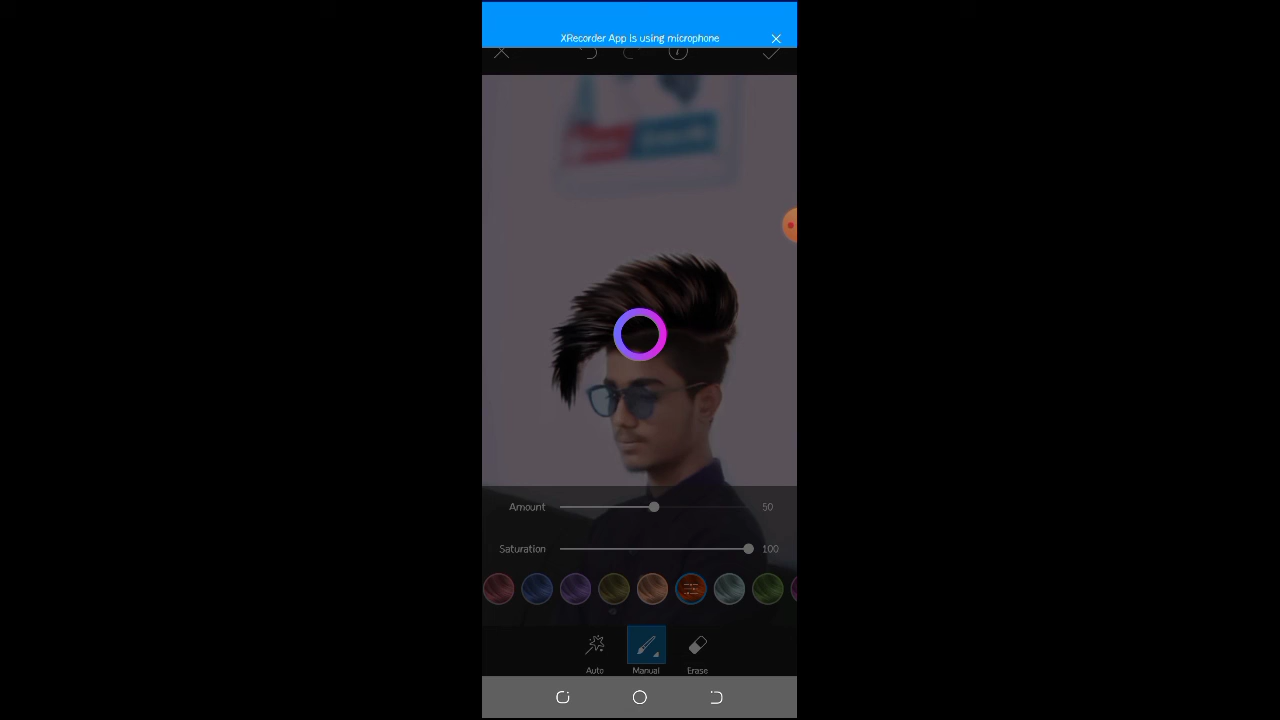 XRecorder App is using microphone
Amount 50
Saturation 100
Auto Manual Erase